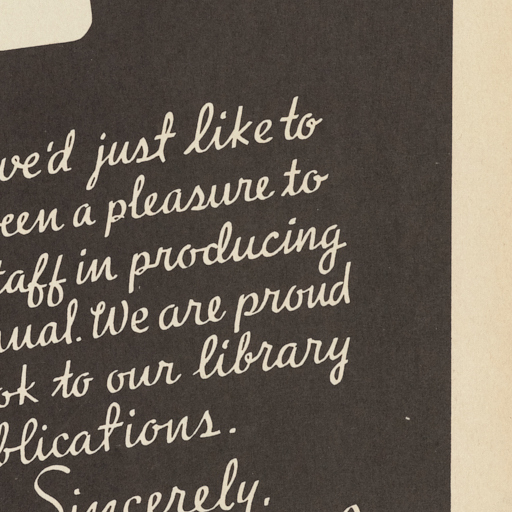 we'd just like to
een a pleasure to
taff in producing
nual. We are proud
ok to our library
blications.
Sincerely,